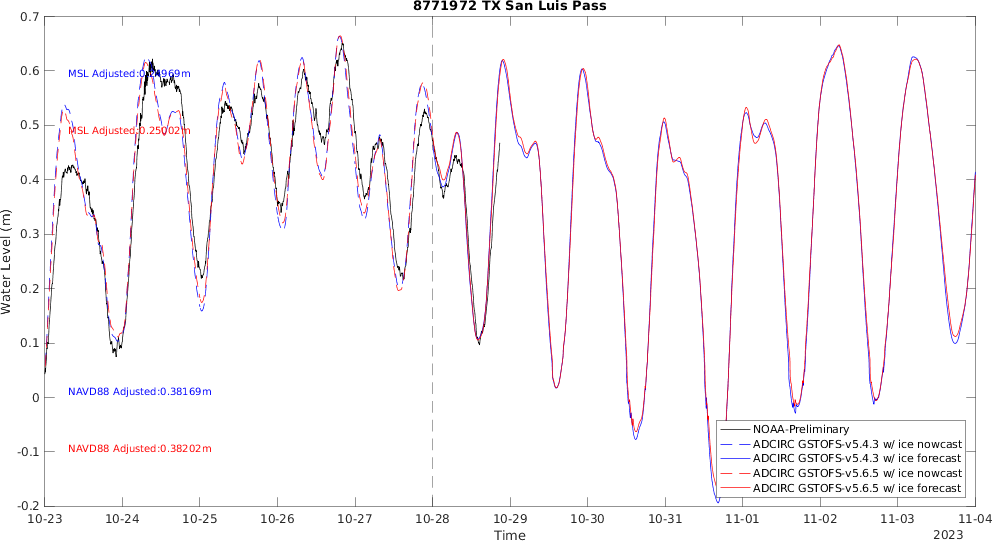 8771972 TX San Luis Pass
0.7
0.6
0.5
0.4
0.3
0.2
0.1
0
-0.1
-0.2
Water Level (m)
MSL Adjusted:0.24969m
MSL Adjusted:0.25002m
NAVD88 Adjusted:0.38169m
NAVD88 Adjusted:0.38202m
NOAA-Preliminary
ADCIRC GSTOFS-v5.4.3 w/ ice nowcast
ADCIRC GSTOFS-v5.4.3 w/ ice forecast
ADCIRC GSTOFS-v5.6.5 w/ ice nowcast
ADCIRC GSTOFS-v5.6.5 w/ ice forecast
10-23 10-24 10-25 10-26 10-27 10-28 10-29 10-30 10-31 11-01 11-02 11-03 11-04
Time
2023